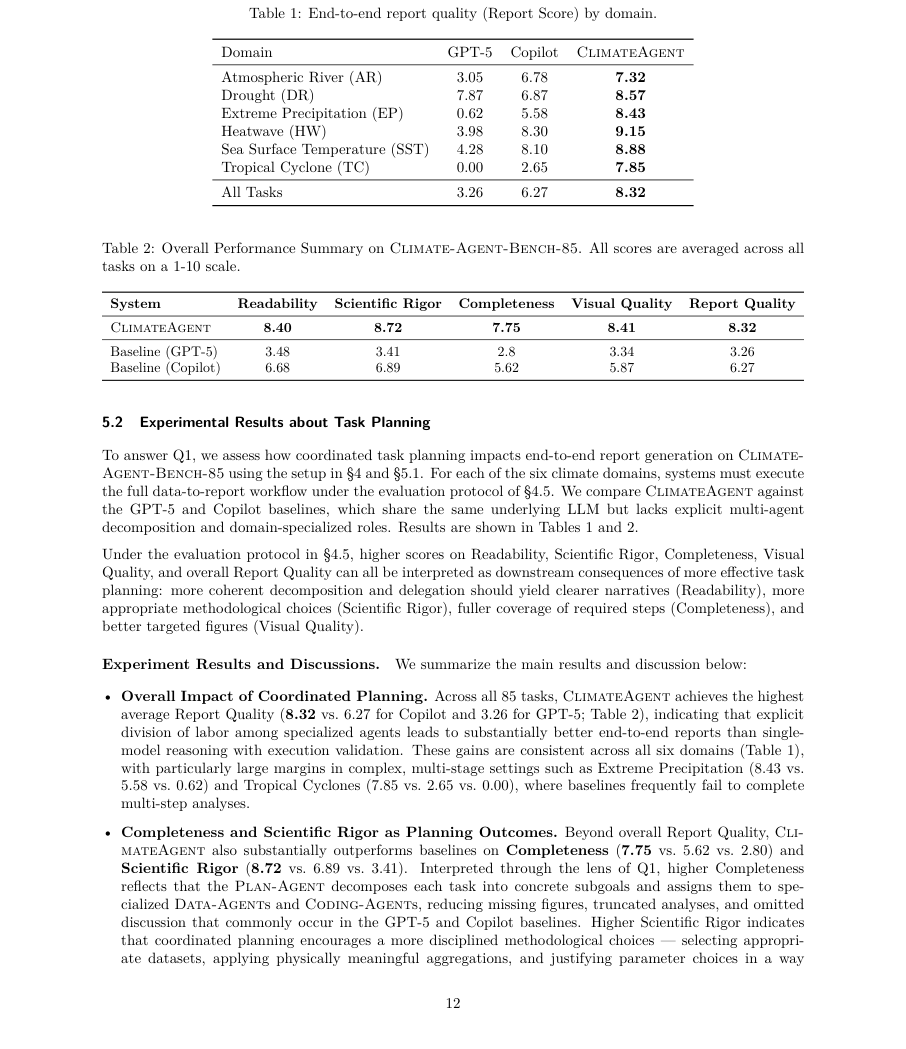 Table 1: End-to-end report quality (Report Score) by domain.
Domain GPT-5 Copilot ClimateAgent
Atmospheric River (AR) 3.05 6.78 7.32
Drought (DR) 7.87 6.87 8.57
Extreme Precipitation (EP) 0.62 5.58 8.43
Heatwave (HW) 3.98 8.30 9.15
Sea Surface Temperature (SST) 4.28 8.10 8.88
Tropical Cyclone (TC) 0.00 2.65 7.85
All Tasks 3.26 6.27 8.32
Table 2: Overall Performance Summary on Climate-Agent-Bench-85. All scores are averaged across all
tasks on a 1-10 scale.
System Readability Scientific Rigor Completeness Visual Quality Report Quality
ClimateAgent 8.40 8.72 7.75 8.41 8.32
Baseline (GPT-5) 3.48 3.41 2.8 3.34 3.26
Baseline (Copilot) 6.68 6.89 5.62 5.87 6.27
5.2 Experimental Results about Task Planning
To answer Q1, we assess how coordinated task planning impacts end-to-end report generation on Climate-
Agent-Bench-85 using the setup in §4 and §5.1. For each of the six climate domains, systems must execute
the full data-to-report workflow under the evaluation protocol of §4.5. We compare ClimateAgent against
the GPT-5 and Copilot baselines, which share the same underlying LLM but lacks explicit multi-agent
decomposition and domain-specialized roles. Results are shown in Tables 1 and 2.
Under the evaluation protocol in §4.5, higher scores on Readability, Scientific Rigor, Completeness, Visual
Quality, and overall Report Quality can all be interpreted as downstream consequences of more effective task
planning: more coherent decomposition and delegation should yield clearer narratives (Readability), more
appropriate methodological choices (Scientific Rigor), fuller coverage of required steps (Completeness), and
better targeted figures (Visual Quality).
Experiment Results and Discussions. We summarize the main results and discussion below:
• Overall Impact of Coordinated Planning. Across all 85 tasks, ClimateAgent achieves the highest
average Report Quality (8.32 vs. 6.27 for Copilot and 3.26 for GPT-5; Table 2), indicating that explicit
division of labor among specialized agents leads to substantially better end-to-end reports than single-
model reasoning with execution validation. These gains are consistent across all six domains (Table 1),
with particularly large margins in complex, multi-stage settings such as Extreme Precipitation (8.43 vs.
5.58 vs. 0.62) and Tropical Cyclones (7.85 vs. 2.65 vs. 0.00), where baselines frequently fail to complete
multi-step analyses.
• Completeness and Scientific Rigor as Planning Outcomes. Beyond overall Report Quality, Cli-
mateAgent also substantially outperforms baselines on Completeness (7.75 vs. 5.62 vs. 2.80) and
Scientific Rigor (8.72 vs. 6.89 vs. 3.41). Interpreted through the lens of Q1, higher Completeness
reflects that the Plan-Agent decomposes each task into concrete subgoals and assigns them to spe-
cialized Data-Agents and Coding-Agents, reducing missing figures, truncated analyses, and omitted
discussion that commonly occur in the GPT-5 and Copilot baselines. Higher Scientific Rigor indicates
that coordinated planning encourages a more disciplined methodological choices — selecting appropri-
ate datasets, applying physically meaningful aggregations, and justifying parameter choices in a way
12